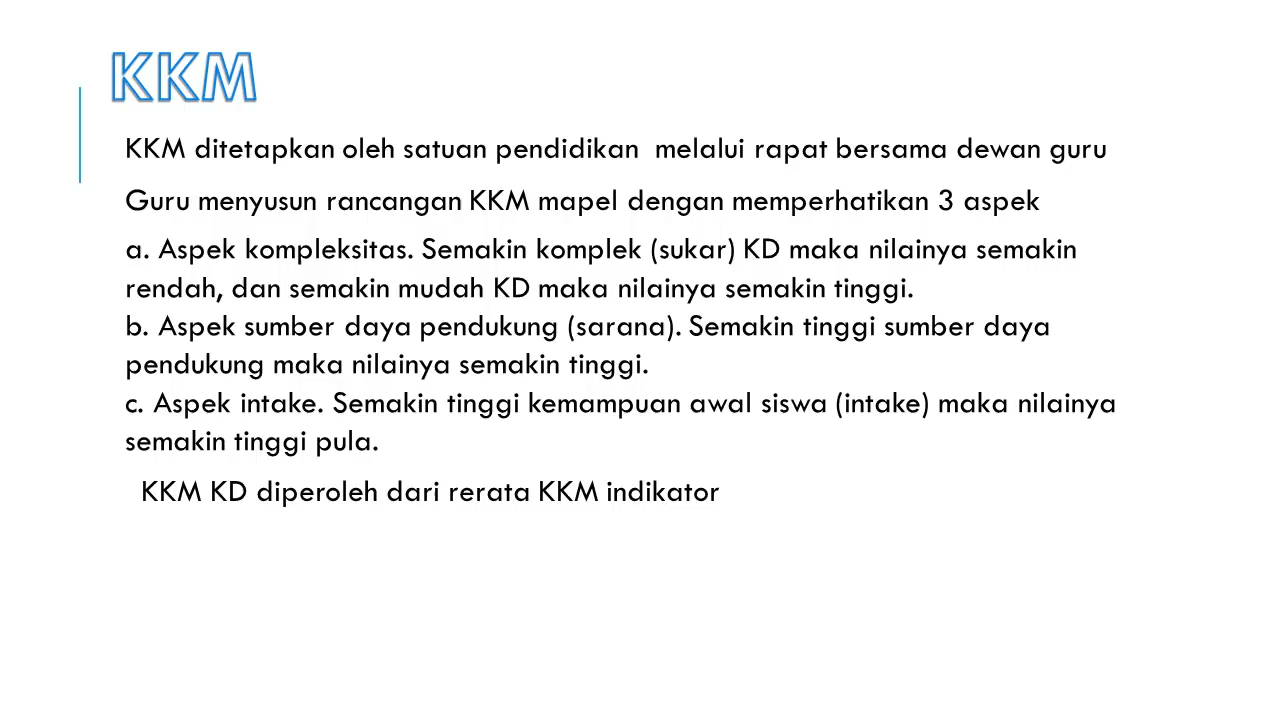 KKM
KKM ditetapkan oleh satuan pendidikan  melalui rapat bersama dewan guru
Guru menyusun rancangan KKM mapel dengan memperhatikan 3 aspek
a. Aspek kompleksitas. Semakin komplek (sukar) KD maka nilainya semakin
rendah, dan semakin mudah KD maka nilainya semakin tinggi.
b. Aspek sumber daya pendukung (sarana). Semakin tinggi sumber daya
pendukung maka nilainya semakin tinggi.
c. Aspek intake. Semakin tinggi kemampuan awal siswa (intake) maka nilainya
semakin tinggi pula.
KKM KD diperoleh dari rerata KKM indikator